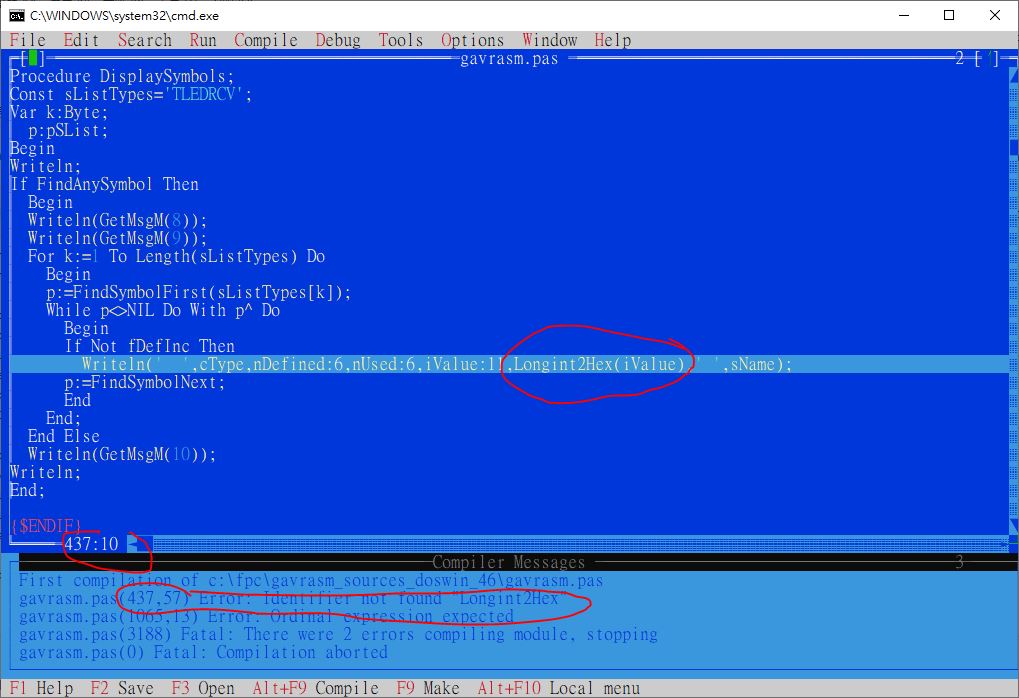 C:\WINDOWS\system32\cmd.exe
File Edit Search Run Compile Debug Tools Options Window Help
[ ] gavrasm.pas 2 [ ]
Procedure DisplaySymbols;
Const sListTypes='TLEDRCV';
Var k:Byte;
p:pSList;
Begin
Writeln;
If FindAnySymbol Then
Begin
Writeln(GetMsgM(8));
Writeln(GetMsgM(9));
For k:=1 To Length(sListTypes) Do
Begin
p:=FindSymbolFirst(sListTypes[k]);
While p<>NIL Do With p^ Do
Begin
If Not fDefInc Then
Writeln('   ',cType,nDefined:6,nUsed:6,iValue:11,Longint2Hex(iValue),' ',sName);
p:=FindSymbolNext;
End
End;
End Else
Writeln(GetMsgM(10));
Writeln;
End;
{$ENDIF}
437:10
Compiler Messages 3
First compilation of c:\fpc\gavrasm_sources_doswin_46\gavrasm.pas
gavrasm.pas(437,57) Error: Identifier not found "Longint2Hex"
gavrasm.pas(1065,13) Error: Ordinal expression expected
gavrasm.pas(3188) Fatal: There were 2 errors compiling module, stopping
gavrasm.pas(0) Fatal: Compilation aborted
F1 Help F2 Save F3 Open Alt+F9 Compile F9 Make Alt+F10 Local menu